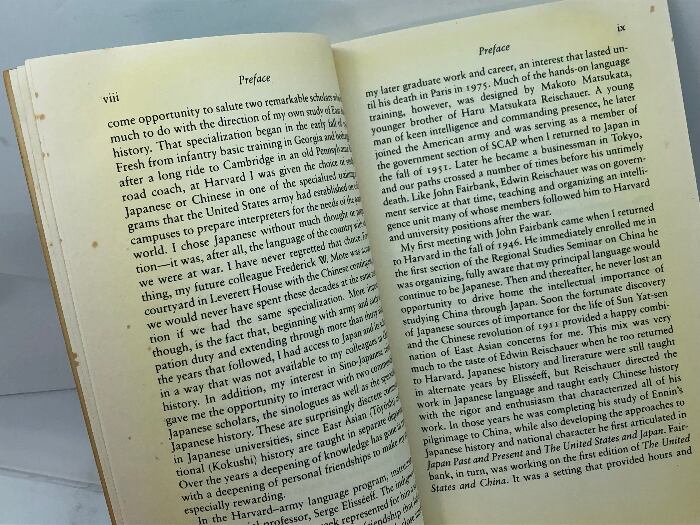 viii
Preface
come opportunity to salute two remarkable scholars who
much to do with the direction of my own study of East
history. That specialization began in the early fall of
Fresh from infantry basic training in Georgia and
after a long ride to Cambridge in an old Pennsylvania
road coach, at Harvard I was given the choice of
Japanese or Chinese in one of the specialized
grams that the United States army had established on
campuses to prepare interpreters for the needs of the
world. I chose Japanese without much thought or
tion—it was, after all, the language of the country
we were at war. I have never regretted that choice.
thing, my future colleague Frederick W. Mote was
courtyard in Leverett House with the Chinese
we would never have spent these decades at the
tion if we had the same specialization. More
though, is the fact that, beginning with army and
pation duty and extending through more than
the years that followed, I had access to Japan and
in a way that was not available to my colleagues
history. In addition, my interest in Sino-Japanese
gave me the opportunity to interact with two
Japanese scholars, the sinologues as well as the
Japanese history. These are surprisingly discrete
in Japanese universities, since East Asian (Tōyōshi)
tional (Kokushi) history are taught in separate
Over the years a deepening of knowledge has gone
with a deepening of personal friendships to make my
especially rewarding.
In the Harvard–army language program,
professor, Serge Elisséeff. The
work represented for
friendship that
ix
Preface
my later graduate work and career, an interest that lasted un-
til his death in Paris in 1975. Much of the hands-on language
training, however, was designed by Makoto Matsukata,
younger brother of Haru Matsukata Reischauer. A young
man of keen intelligence and commanding presence, he later
joined the American army and was serving as a member of
the government section of SCAP when I returned to Japan in
the fall of 1951. Later he became a businessman in Tokyo,
and our paths crossed a number of times before his untimely
death. Like John Fairbank, Edwin Reischauer was on govern-
ment service at that time, teaching and organizing an intelli-
gence unit many of whose members followed him to Harvard
and university positions after the war.
My first meeting with John Fairbank came when I returned
to Harvard in the fall of 1946. He immediately enrolled me in
the first section of the Regional Studies Seminar on China he
was organizing, fully aware that my principal language would
continue to be Japanese. Then and thereafter, he never lost an
opportunity to drive home the intellectual importance of
studying China through Japan. Soon the fortunate discovery
of Japanese sources of importance for the life of Sun Yat-sen
and the Chinese revolution of 1911 provided a happy combi-
nation of East Asian concerns for me. This mix was very
much to the taste of Edwin Reischauer when he too returned
to Harvard. Japanese history and literature were still taught
in alternate years by Elisséeff, but Reischauer directed the
work in Japanese language and taught early Chinese history
with the rigor and enthusiasm that characterized all of his
work. In those years he was completing his study of Ennin's
pilgrimage to China, while also developing the approaches to
Japanese history and national character he first articulated in
Japan Past and Present and The United States and Japan. Fair-
bank, in turn, was working on the first edition of The United
States and China. It was a setting that provided hours and